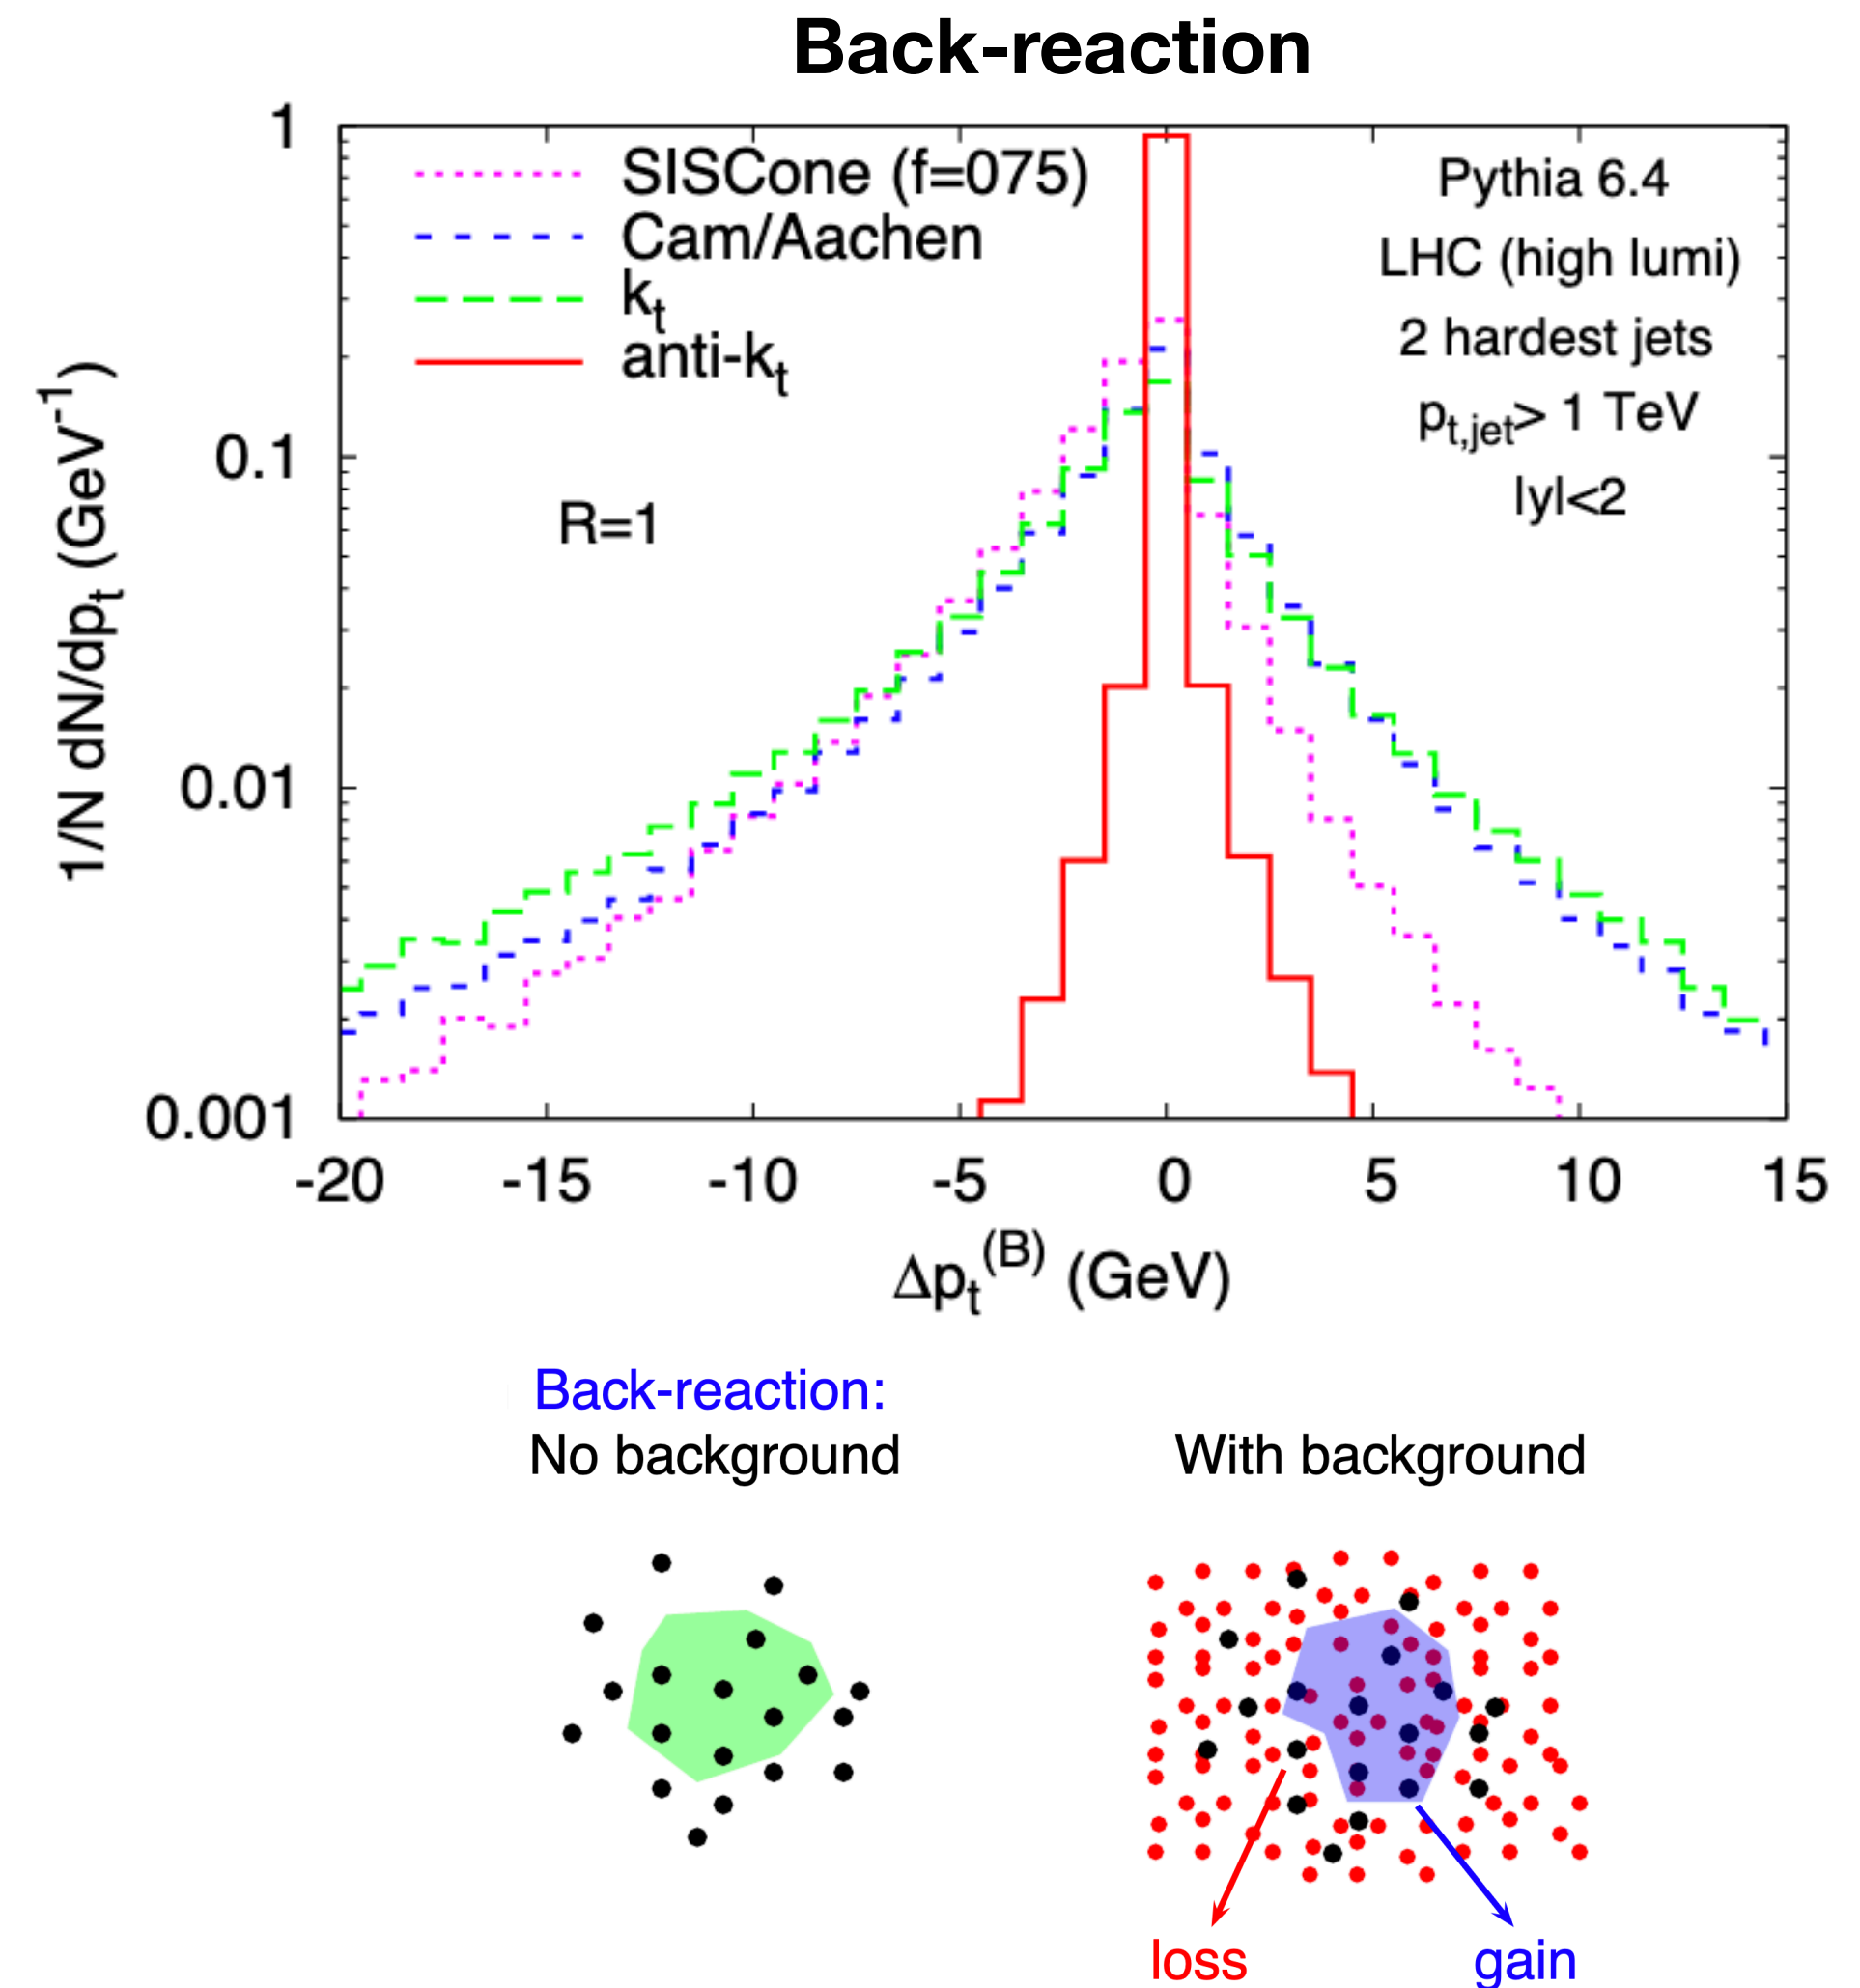 Back-reaction
1
0.1
0.01
0.001
1/N dN/dpt (GeV-1)
SISCone (f=075)
Cam/Aachen
kt
anti-kt
R=1
Pythia 6.4
LHC (high lumi)
2 hardest jets
pt,jet> 1 TeV
|y|<2
-20 -15 -10 -5 0 5 10 15
Δpt(B) (GeV)
Back-reaction:
No background
With background
loss
gain